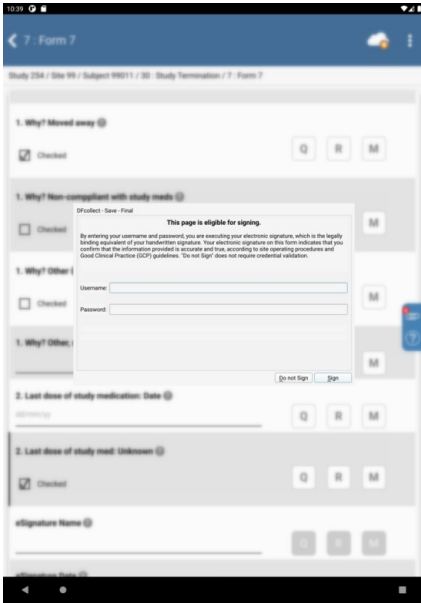 10:39
7 : Form 7
Study 254 / Site 99 / Subject 99011 / 30 : Study Termination / 7 : Form 7
1. Why? Moved away
Checked
Q R M
1. Why? Non-comppliant with study meds
Checked
M
DFcollect - Save - Final
This page is eligible for signing.
By entering your username and password, you are executing your electronic signature, which is the legally
binding equivalent of your handwritten signature. Your electronic signature on this form indicates that you
confirm that the information provided is accurate and true, according to site operating procedures and
Good Clinical Practice (GCP) guidelines. "Do not Sign" does not require credential validation.
1. Why? Other
Username:
Checked
M
Password:
1. Why? Other,
M
Do not Sign Sign
2. Last dose of study medication: Date
Q R M
2. Last dose of study med: Unknown
Checked
Q R M
eSignature Name
Q R M
eSignature Date